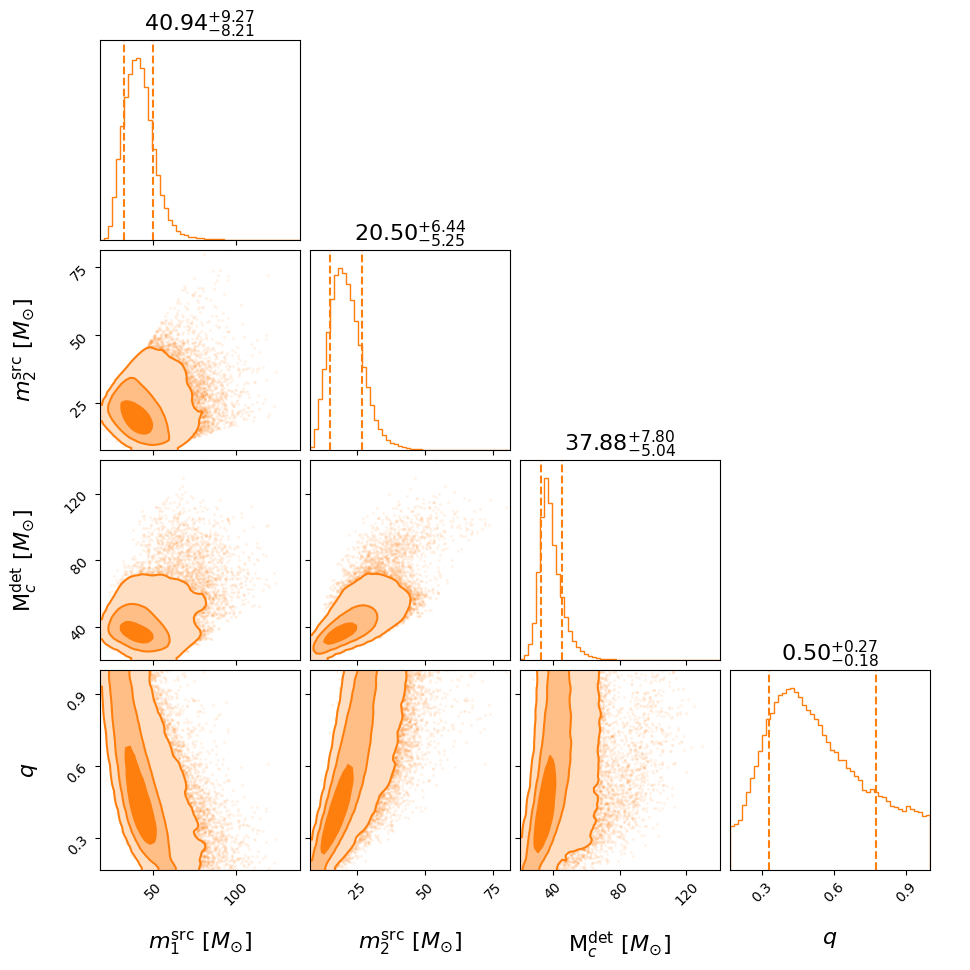 40.94^{+9.27}_{-8.21}
20.50^{+6.44}_{-5.25}
75
50
25
m_2^{src} [M_⊙]
37.88^{+7.80}_{-5.04}
120
80
40
M_c^{det} [M_⊙]
0.50^{+0.27}_{-0.18}
0.9
0.6
0.3
q
50 100 25 50 75 40 80 120 0.3 0.6 0.9
m_1^{src} [M_⊙] m_2^{src} [M_⊙] M_c^{det} [M_⊙] q